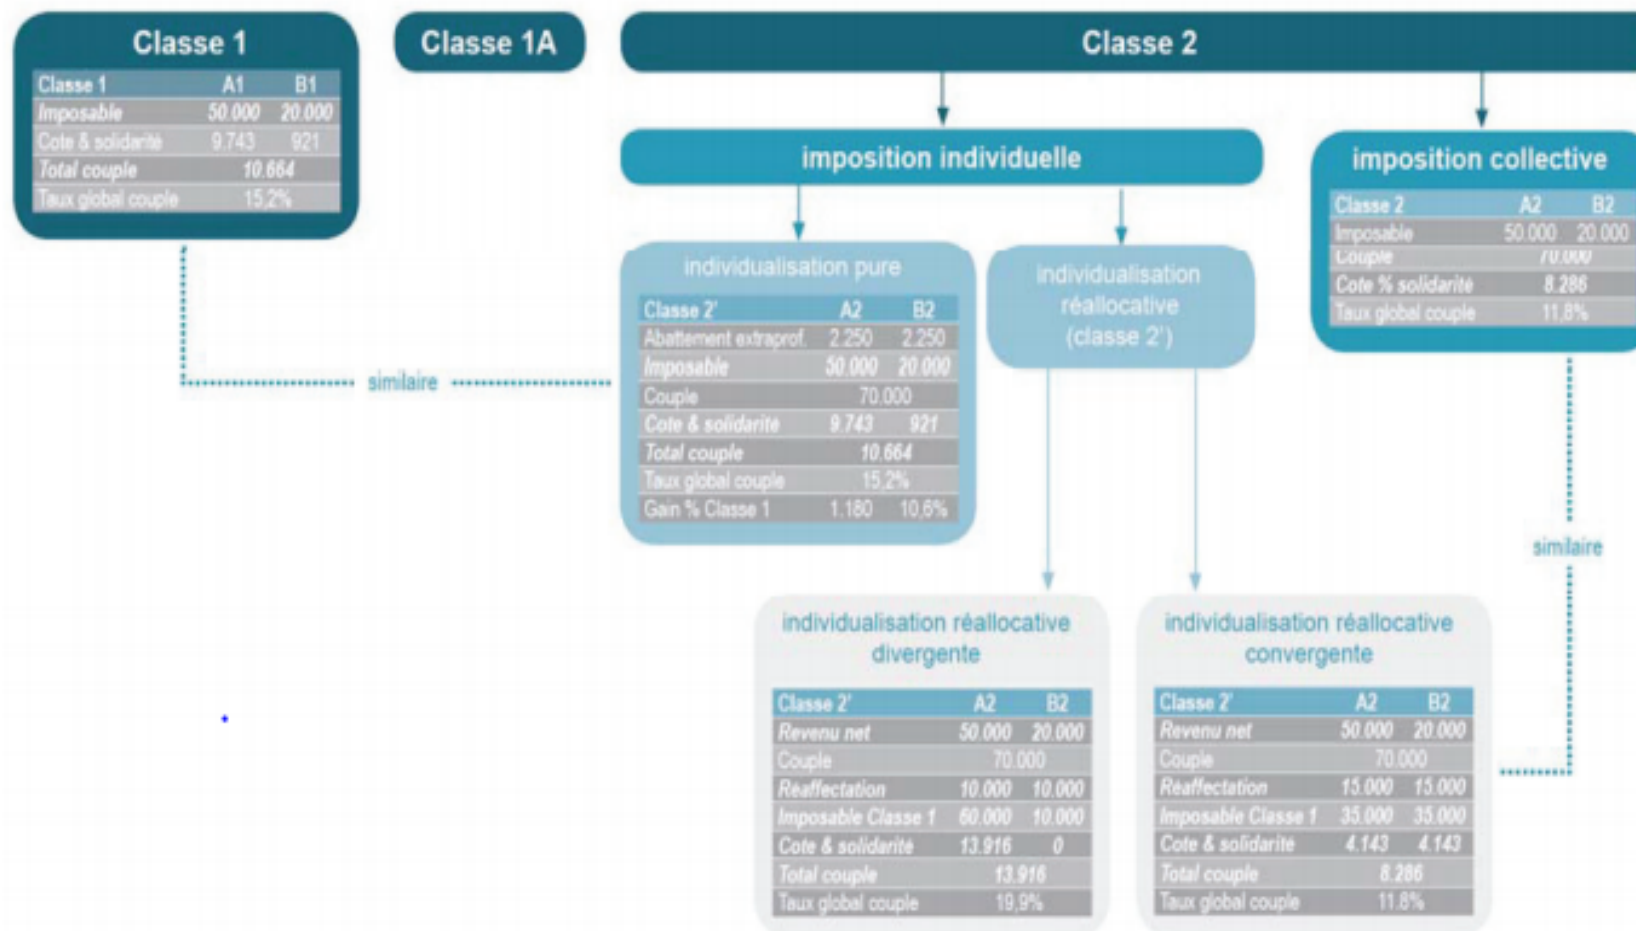 Classe 1
Classe 1 A1 B1
Imposable 50.000 20.000
Cote & solidarité 9.743 921
Total couple 10.664
Taux global couple 15,2%
Classe 1A
Classe 2
imposition individuelle
imposition collective
Classe 2 A2 B2
Imposable 50.000 20.000
Couple 70.000
Cote % solidarité 8.286
Taux global couple 11,8%
individualisation pure
Classe 2' A2 B2
Abattement extraprof. 2.250 2.250
Imposable 50.000 20.000
Couple 70.000
Cote & solidarité 9.743 921
Total couple 10.664
Taux global couple 15,2%
Gain % Classe 1 1.180 10,6%
individualisation
réallocative
(classe 2')
similaire
similaire
individualisation réallocative
divergente
Classe 2' A2 B2
Revenu net 50.000 20.000
Couple 70.000
Réaffectation 10.000 10.000
Imposable Classe 1 60.000 10.000
Cote & solidarité 13.916 0
Total couple 13.916
Taux global couple 19,9%
individualisation réallocative
convergente
Classe 2' A2 B2
Revenu net 50.000 20.000
Couple 70.000
Réaffectation 15.000 15.000
Imposable Classe 1 35.000 35.000
Cote & solidarité 4.143 4.143
Total couple 8.286
Taux global couple 11.8%